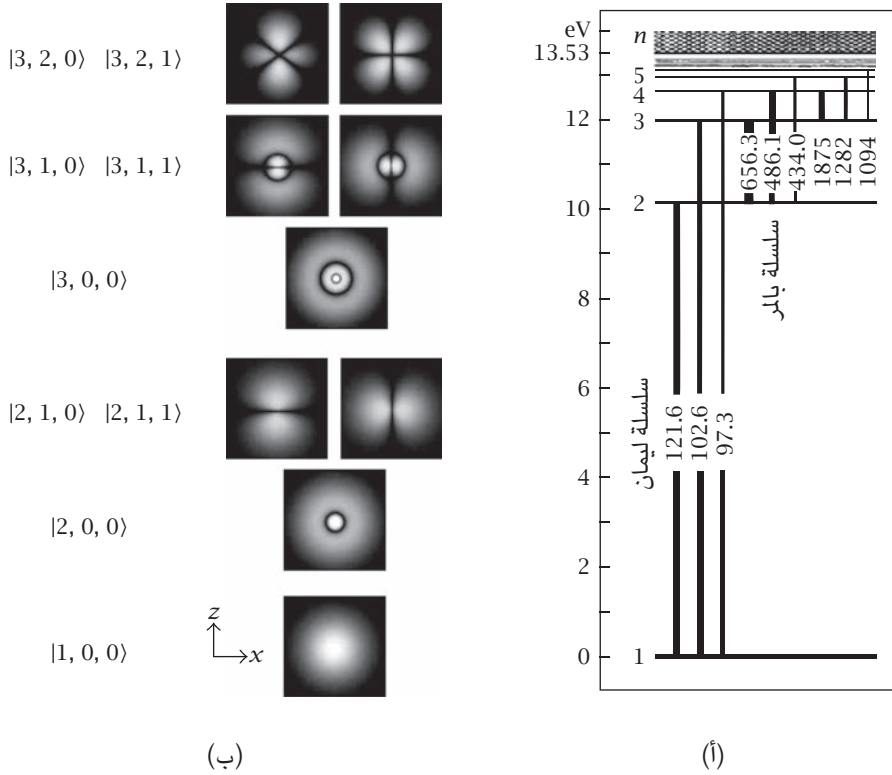 |3, 2, 0⟩ |3, 2, 1⟩
|3, 1, 0⟩ |3, 1, 1⟩
|3, 0, 0⟩
|2, 1, 0⟩ |2, 1, 1⟩
|2, 0, 0⟩
|1, 0, 0⟩
z
x
(ب)
eV
n
13.53
5
4
12
3
10
2
8
6
4
2
0
1
656.3
486.1
434.0
1875
1282
1094
سلسلة بالمر
سلسلة ليمان
121.6
102.6
97.3
(أ)